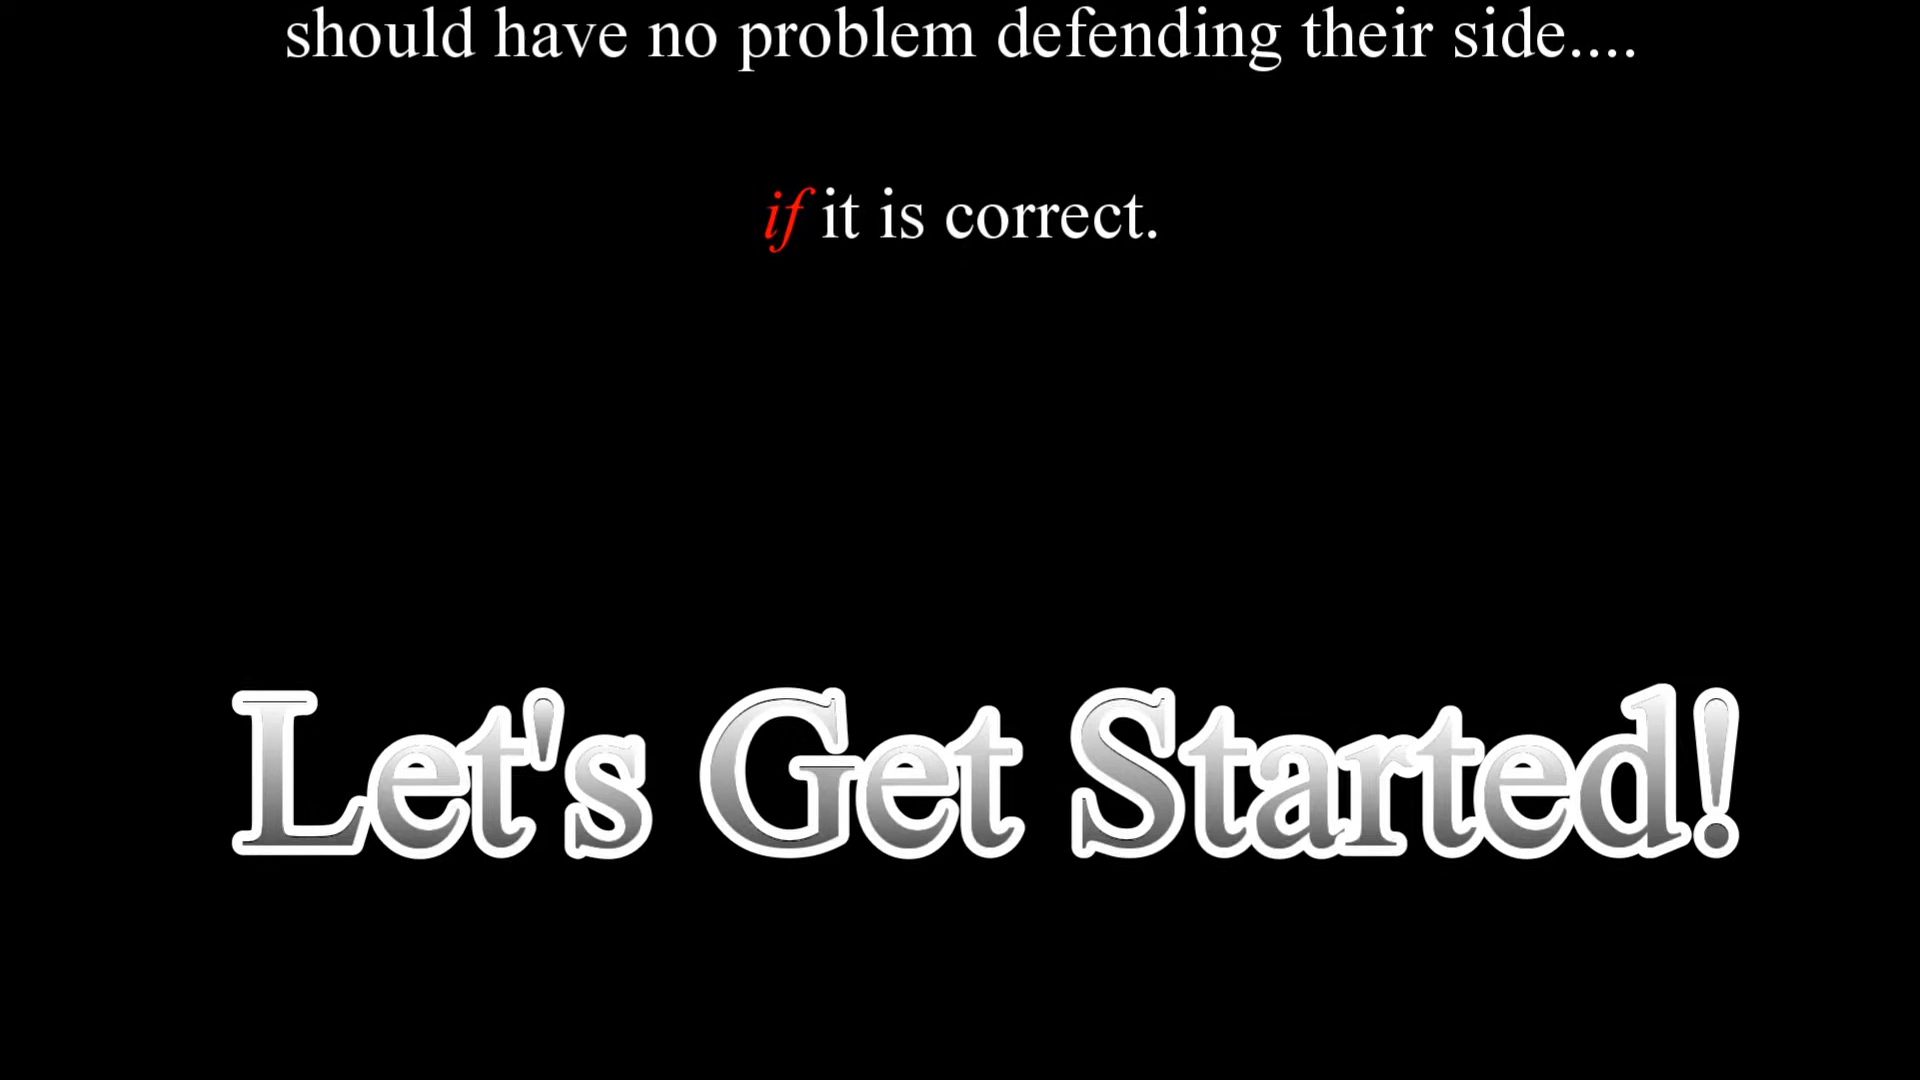 should have no problem defending their side....
if it is correct.
Let's Get Started!